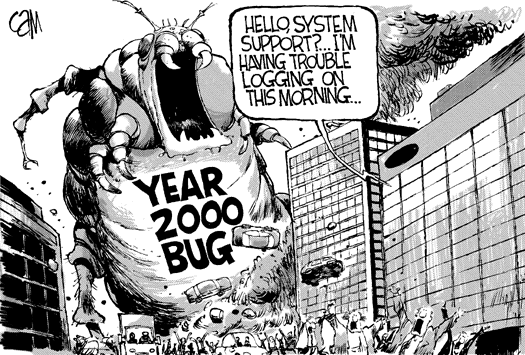 CAM
HELLO, SYSTEM
SUPPORT?...I'M
HAVING TROUBLE
LOGGING ON
THIS MORNING...
YEAR
2000
BUG